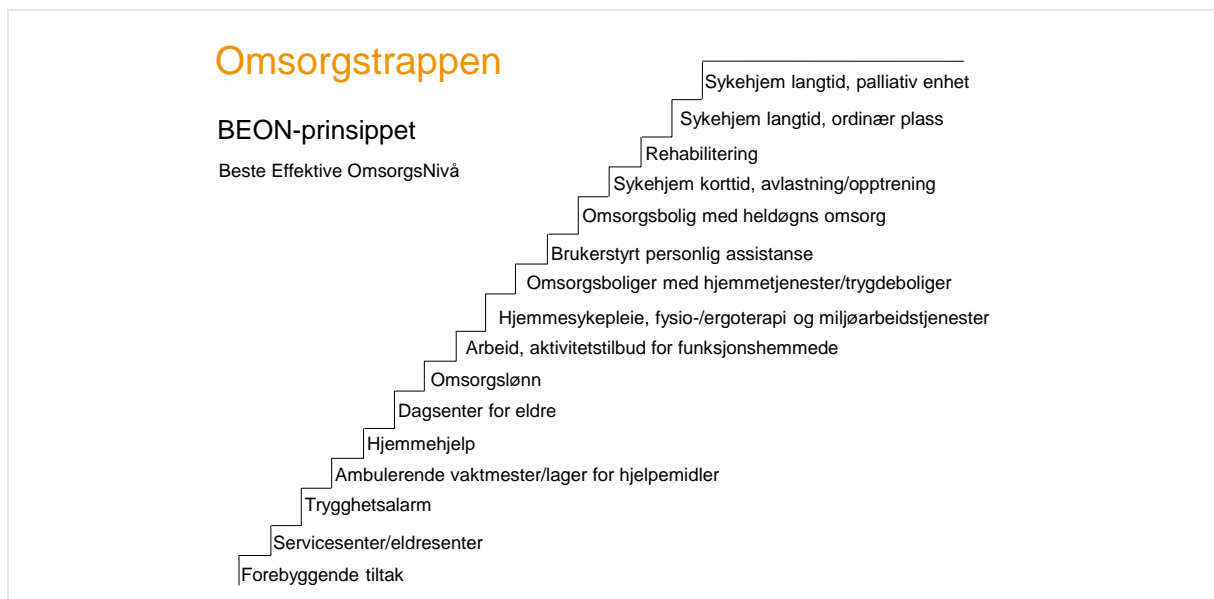 Omsorgstrappen
BEON-prinsippet
Beste Effektive OmsorgsNivå
Sykehjem langtid, palliativ enhet
Sykehjem langtid, ordinær plass
Rehabilitering
Sykehjem korttid, avlastning/opptrening
Omsorgsbolig med heldøgns omsorg
Brukerstyrt personlig assistanse
Omsorgsboliger med hjemmetjenester/trygdeboliger
Hjemmesykepleie, fysio-/ergoterapi og miljøarbeidstjenester
Arbeid, aktivitetstilbud for funksjonshemmede
Omsorgslønn
Dagsenter for eldre
Hjemmehjelp
Ambulerende vaktmester/lager for hjelpemidler
Trygghetsalarm
Servicesenter/eldresenter
Forebyggende tiltak